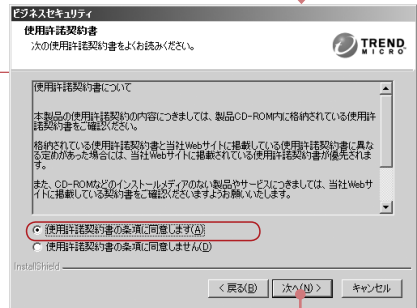 ビジネスセキュリティ
使用許諾契約書
次の使用許諾契約書をよくお読みください。
TREND
MICRO
使用許諾契約書について
本製品の使用許諾契約の内容につきましては、製品CD-ROM内に格納されている使用許
諾契約書をご確認ください。
格納されている使用許諾契約書と当社Webサイトに掲載している使用許諾契約書に異な
る定めがあった場合には、当社Webサイトに掲載されている使用許諾契約書が優先されま
す。
また、CD-ROMなどのインストールメディアのない製品やサービスにつきましては、当社Webサ
イトに掲載している契約書をご確認くださいますようお願いいたします。
使用許諾契約書の条項に同意します(A)
使用許諾契約書の条項に同意しません(D)
InstallShield
< 戻る(B)
次へ(N) >
キャンセル